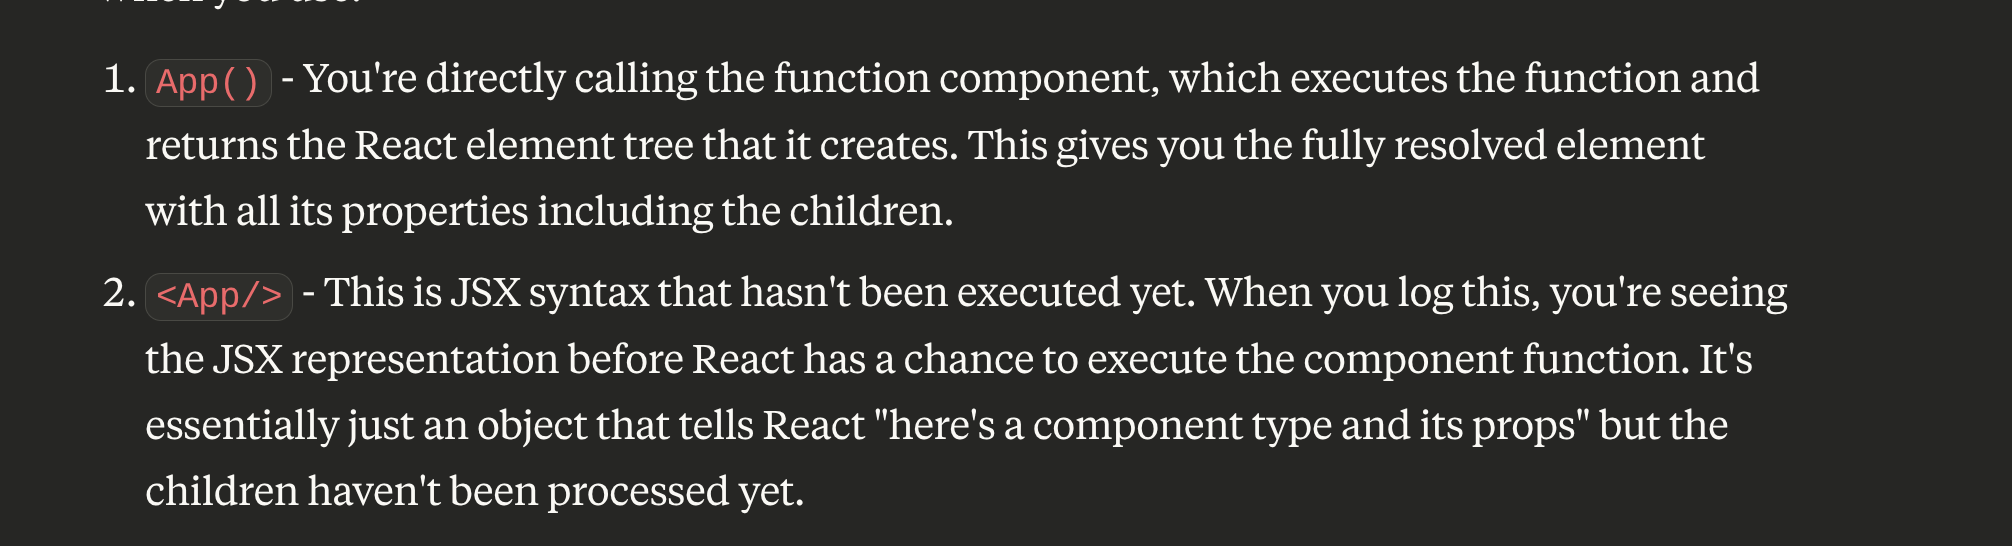 when you use:
1. App() - You're directly calling the function component, which executes the function and
returns the React element tree that it creates. This gives you the fully resolved element
with all its properties including the children.
2. <App/> - This is JSX syntax that hasn't been executed yet. When you log this, you're seeing
the JSX representation before React has a chance to execute the component function. It's
essentially just an object that tells React "here's a component type and its props" but the
children haven't been processed yet.